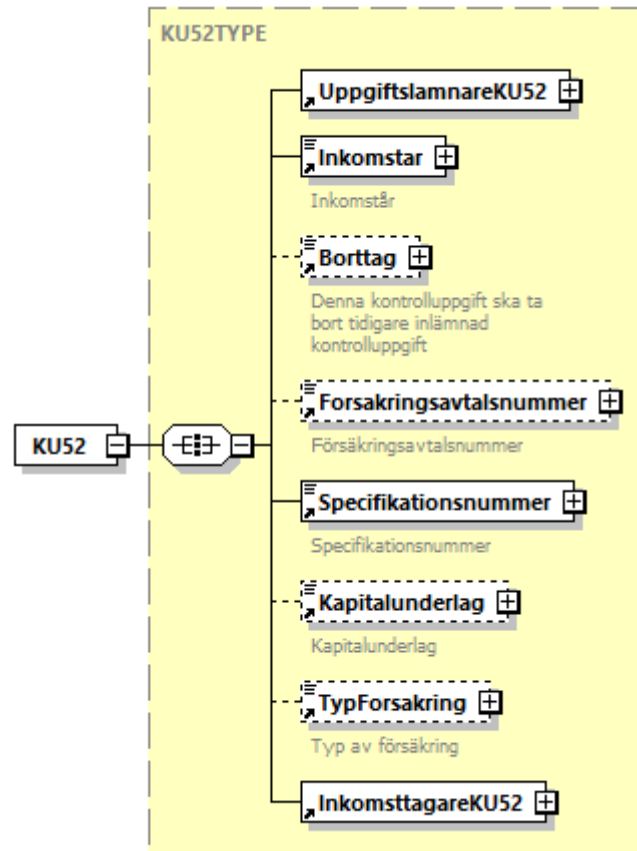 KU52TYPE
UppgiftslamnareKU52
Inkomstar
Inkomstår
Borttag
Denna kontrolluppgift ska ta
bort tidigare inlämnad
kontrolluppgift
Forsakringsavtalsnummer
Försäkringsavtalsnummer
KU52
Specifikationsnummer
Specifikationsnummer
Kapitalunderlag
Kapitalunderlag
TypForsakring
Typ av försäkring
InkomsttagareKU52